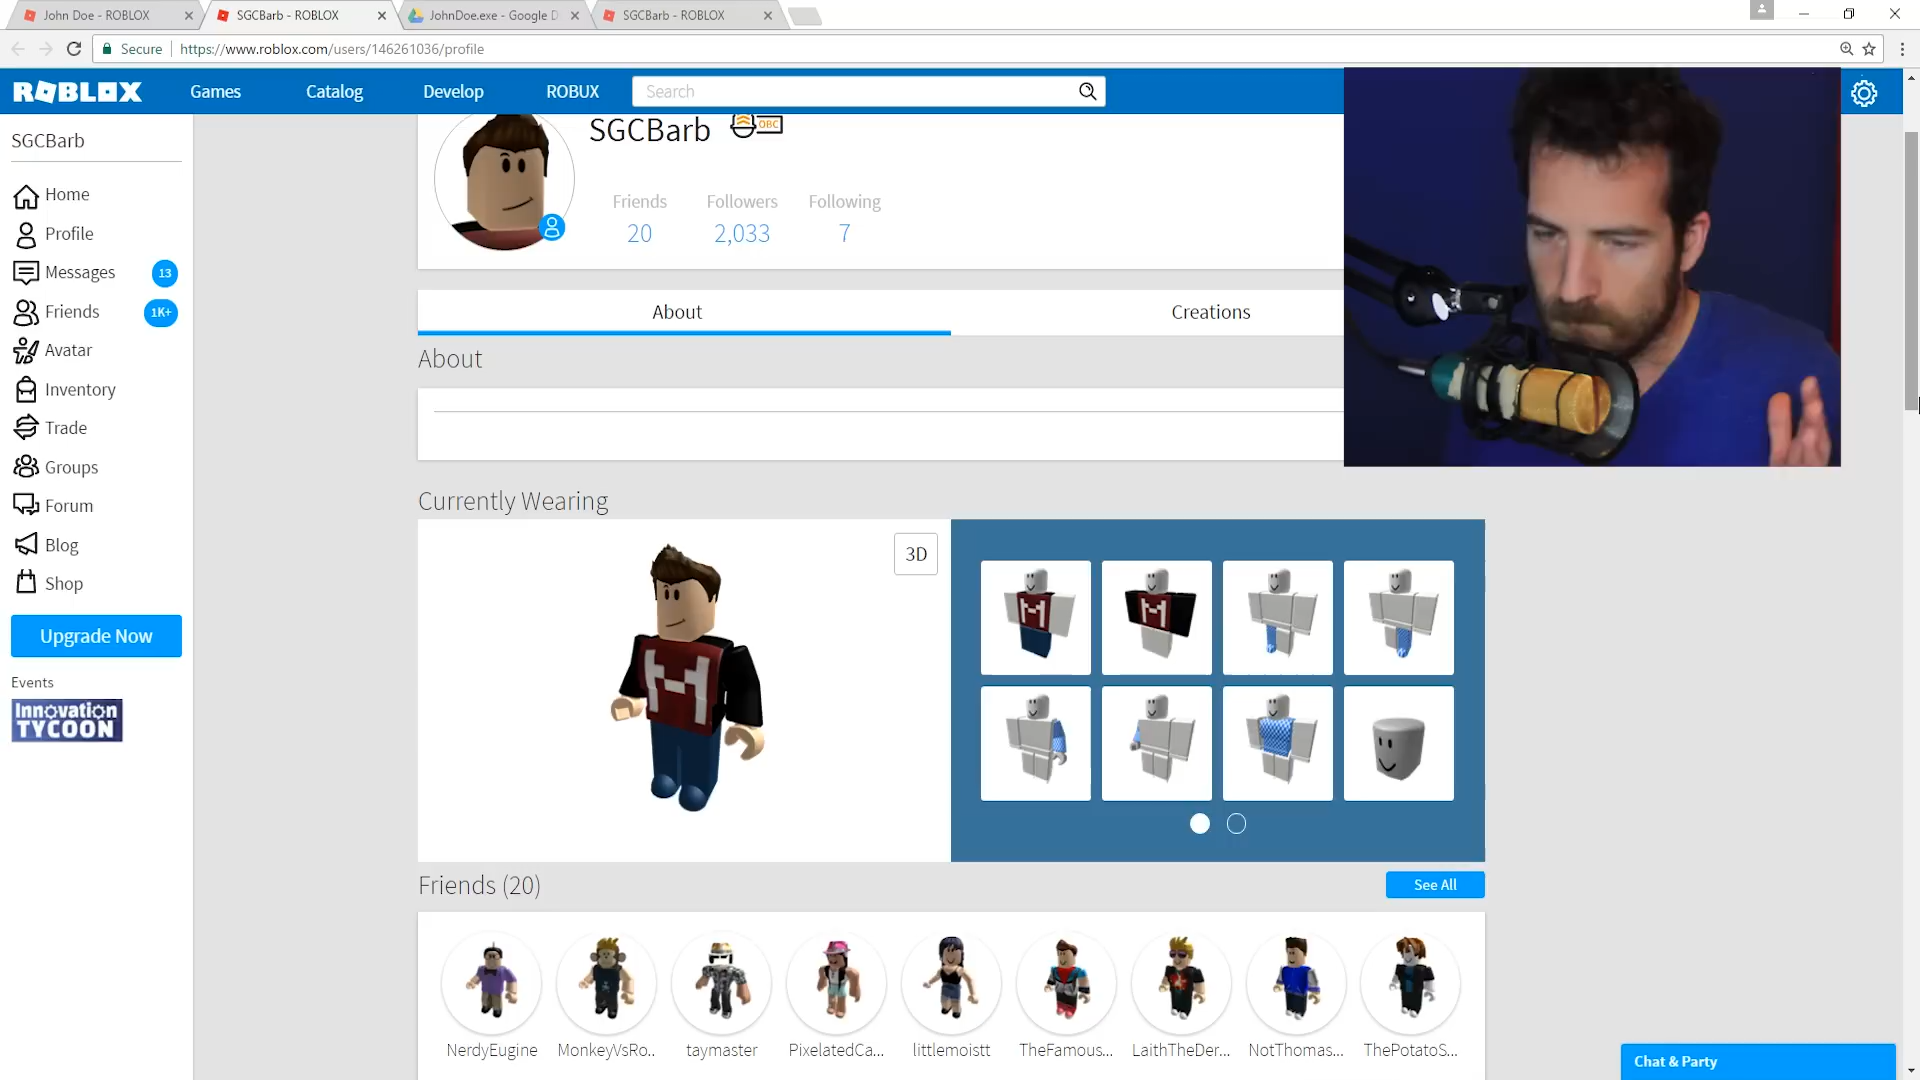 John Doe - ROBLOX
SGCBarb - ROBLOX
JohnDoe.exe - Google D
SGCBarb - ROBLOX
Secure
https://www.roblox.com/users/146261036/profile
ROBLOX
Games
Catalog
Develop
ROBUX
Search
SGCBarb
Home
Profile
Messages
13
Friends
1K+
Avatar
Inventory
Trade
Groups
Forum
Blog
Shop
Upgrade Now
Events
Innovation
TYCOON
SGCBarb
OBC
Friends
Followers
Following
20
2,033
7
About
Creations
About
Currently Wearing
3D
M
M
M
Friends (20)
See All
NerdyEugine
MonkeyVsRo..
taymaster
PixelatedCa...
littlemoistt
TheFamous...
LaithTheDer...
NotThomas...
ThePotatoS...
Chat & Party